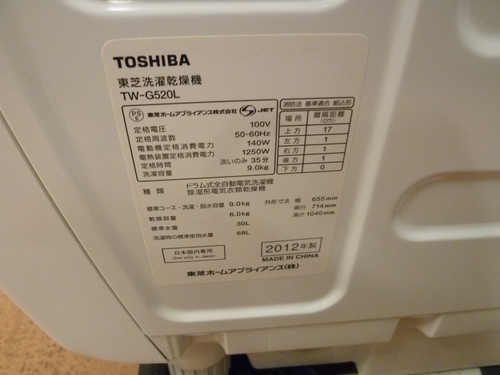 TOSHIBA
東芝洗濯乾燥機
TW-G520L
PS E 東芝ホームアプライアンス株式会社 S JET
定格電圧 100V
定格周波数 50-60Hz
電動機定格消費電力 140W
電熱装置定格消費電力 1250W
定格時間 洗いのみ 35分
洗濯容量 9.0kg
消防法 基準適合 組込形
場所 離隔距離(cm)
上方 17
左方 1
右方 1
後方 1
下方 0
種類 ドラム式全自動電気洗濯機
除湿形電気衣類乾燥機
標準コース・洗濯・脱水容量 9.0kg
乾燥容量 6.0kg
標準水量 30L
洗濯時の標準使用水量 68L
外形寸法 幅 655mm
奥行 714mm
高さ 1040mm
日本国内専用
Use only in Japan
2012年製
MADE IN CHINA
東芝ホームアプライアンス(株)